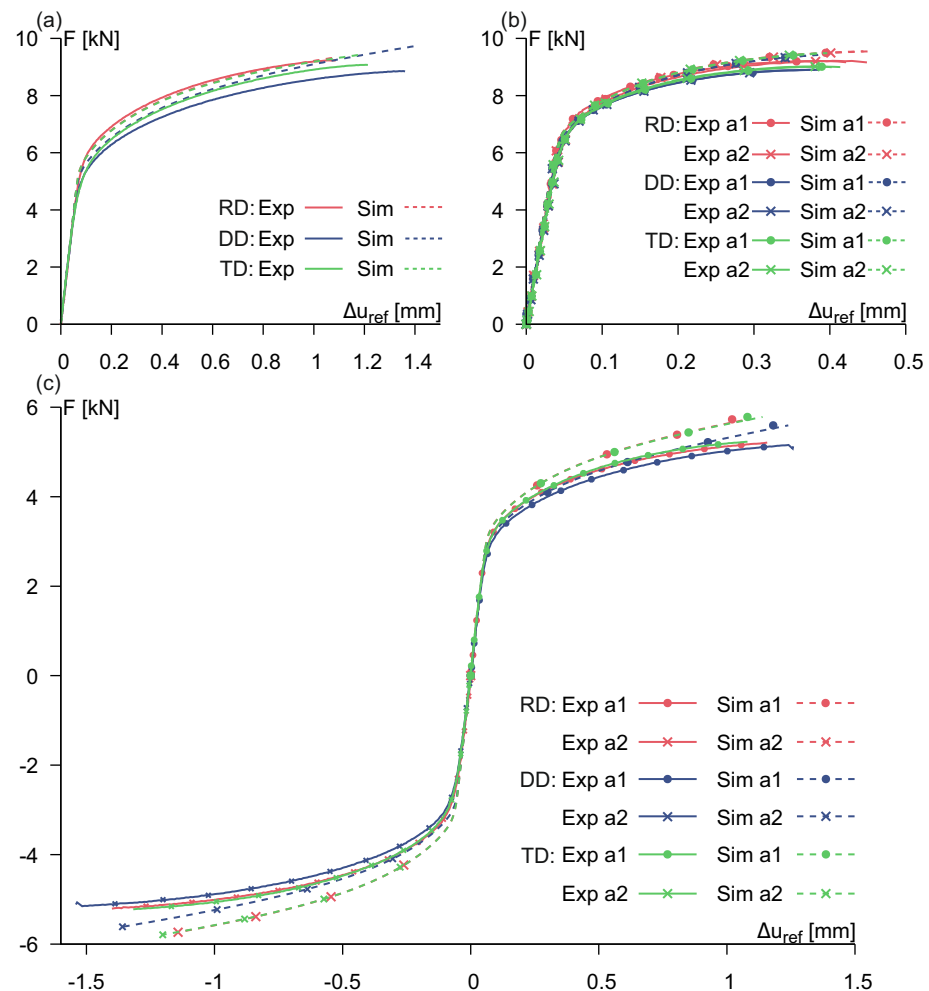 (a)
F [kN]
10
8
6
4
2
0
RD: Exp Sim
DD: Exp Sim
TD: Exp Sim
Δu_ref [mm]
0 0.2 0.4 0.6 0.8 1 1.2 1.4
(b)
F [kN]
10
8
6
4
2
0
RD: Exp a1 Sim a1
Exp a2 Sim a2
DD: Exp a1 Sim a1
Exp a2 Sim a2
TD: Exp a1 Sim a1
Exp a2 Sim a2
Δu_ref [mm]
0 0.1 0.2 0.3 0.4 0.5
(c)
F [kN]
6
4
2
0
-2
-4
-6
RD: Exp a1 Sim a1
Exp a2 Sim a2
DD: Exp a1 Sim a1
Exp a2 Sim a2
TD: Exp a1 Sim a1
Exp a2 Sim a2
Δu_ref [mm]
-1.5 -1 -0.5 0 0.5 1 1.5